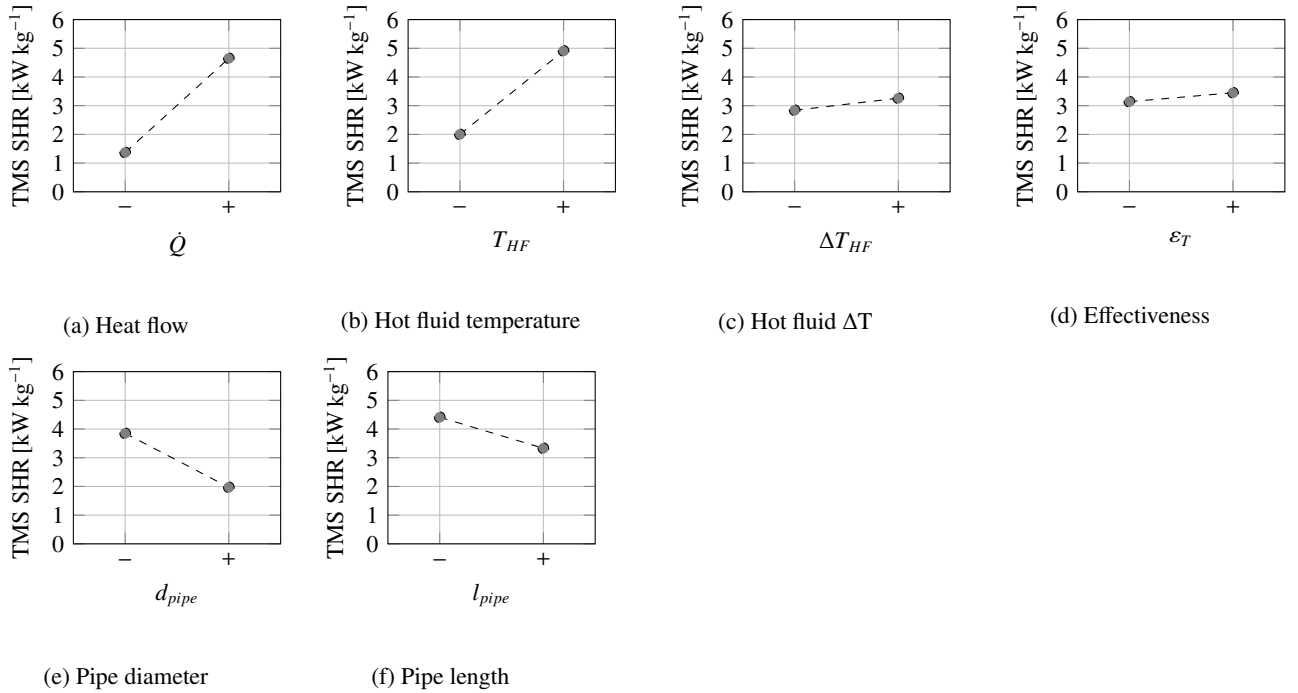 TMS SHR [kW kg⁻¹]
6
5
4
3
2
1
0
− +
Q̇
(a) Heat flow
TMS SHR [kW kg⁻¹]
6
5
4
3
2
1
0
− +
T_HF
(b) Hot fluid temperature
TMS SHR [kW kg⁻¹]
6
5
4
3
2
1
0
− +
ΔT_HF
(c) Hot fluid ΔT
TMS SHR [kW kg⁻¹]
6
5
4
3
2
1
0
− +
ε_T
(d) Effectiveness
TMS SHR [kW kg⁻¹]
6
5
4
3
2
1
0
− +
d_pipe
(e) Pipe diameter
TMS SHR [kW kg⁻¹]
6
5
4
3
2
1
0
− +
l_pipe
(f) Pipe length